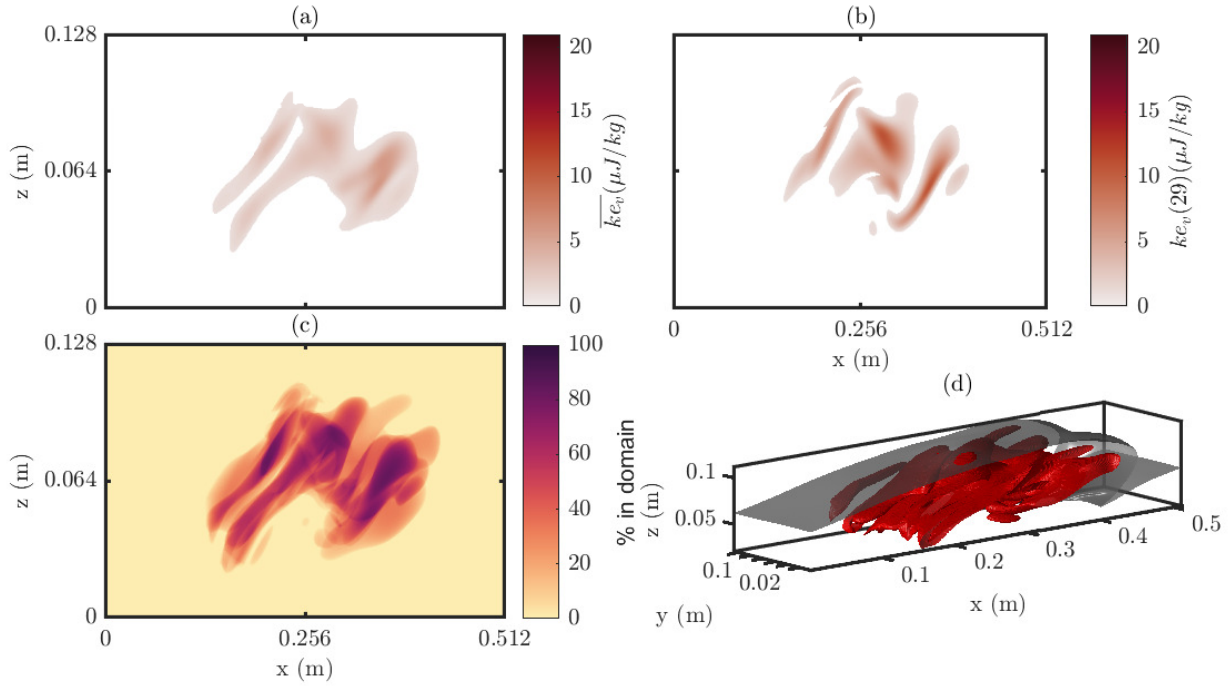 (a)
0.128
0.064
0
z (m)
20
15
10
5
0
ke_v(μJ/kg)
(b)
0
0.256
0.512
x (m)
20
15
10
5
0
ke_v(29)(μJ/kg)
(c)
0.128
0.064
0
z (m)
0
0.256
0.512
x (m)
100
80
60
40
20
0
% in domain
(d)
0.1
0.05
z (m)
0.1
0.02
y (m)
0.1
0.2
0.3
0.4
0.5
x (m)